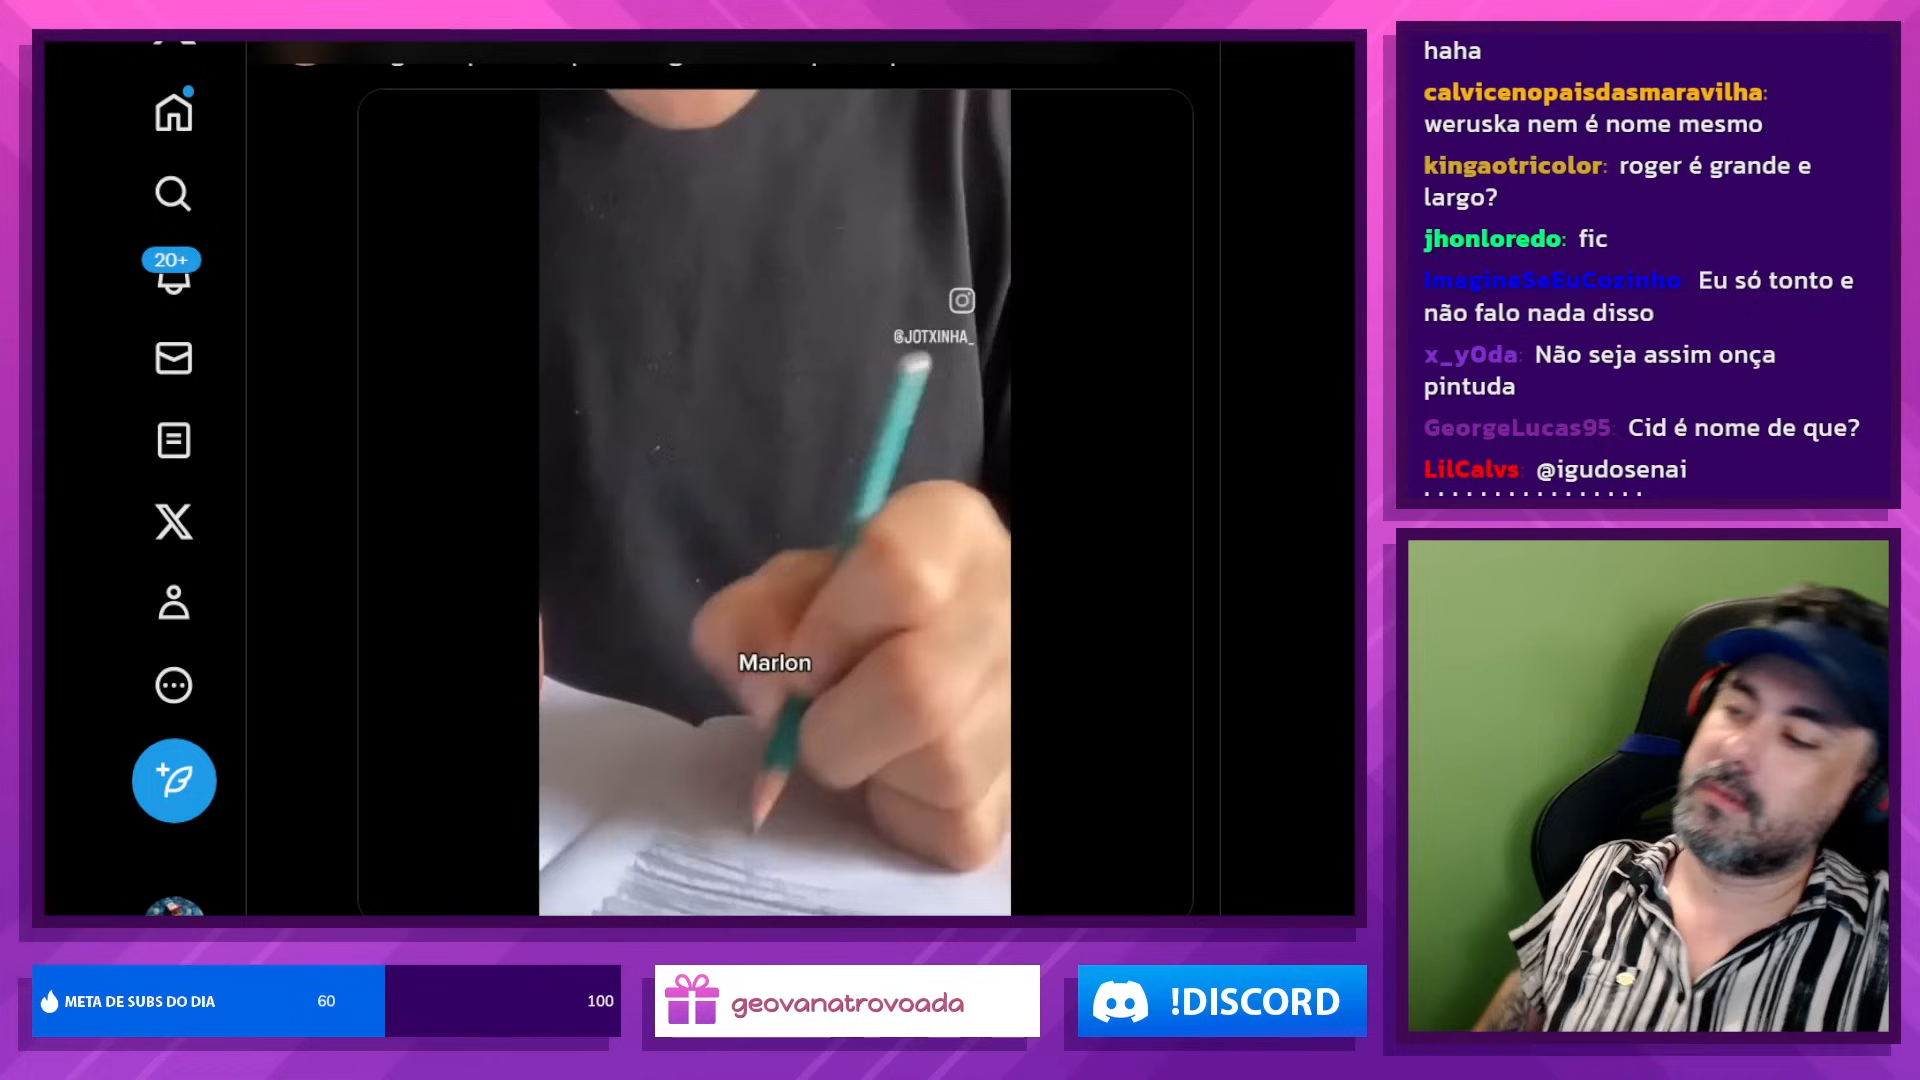 20+
@JOTXINHA_
Marlon
haha
calvicenopaisdasmaravilha:
weruska nem é nome mesmo
kingaotricolor: roger é grande e
largo?
jhonloredo: fic
ImagineSeEuCozinho: Eu só tonto e
não falo nada disso
x_y0da: Não seja assim onça
pintuda
GeorgeLucas95: Cid é nome de que?
LilCalvs: @igudosenai
META DE SUBS DO DIA 60 100
geovanatrovoada
!DISCORD